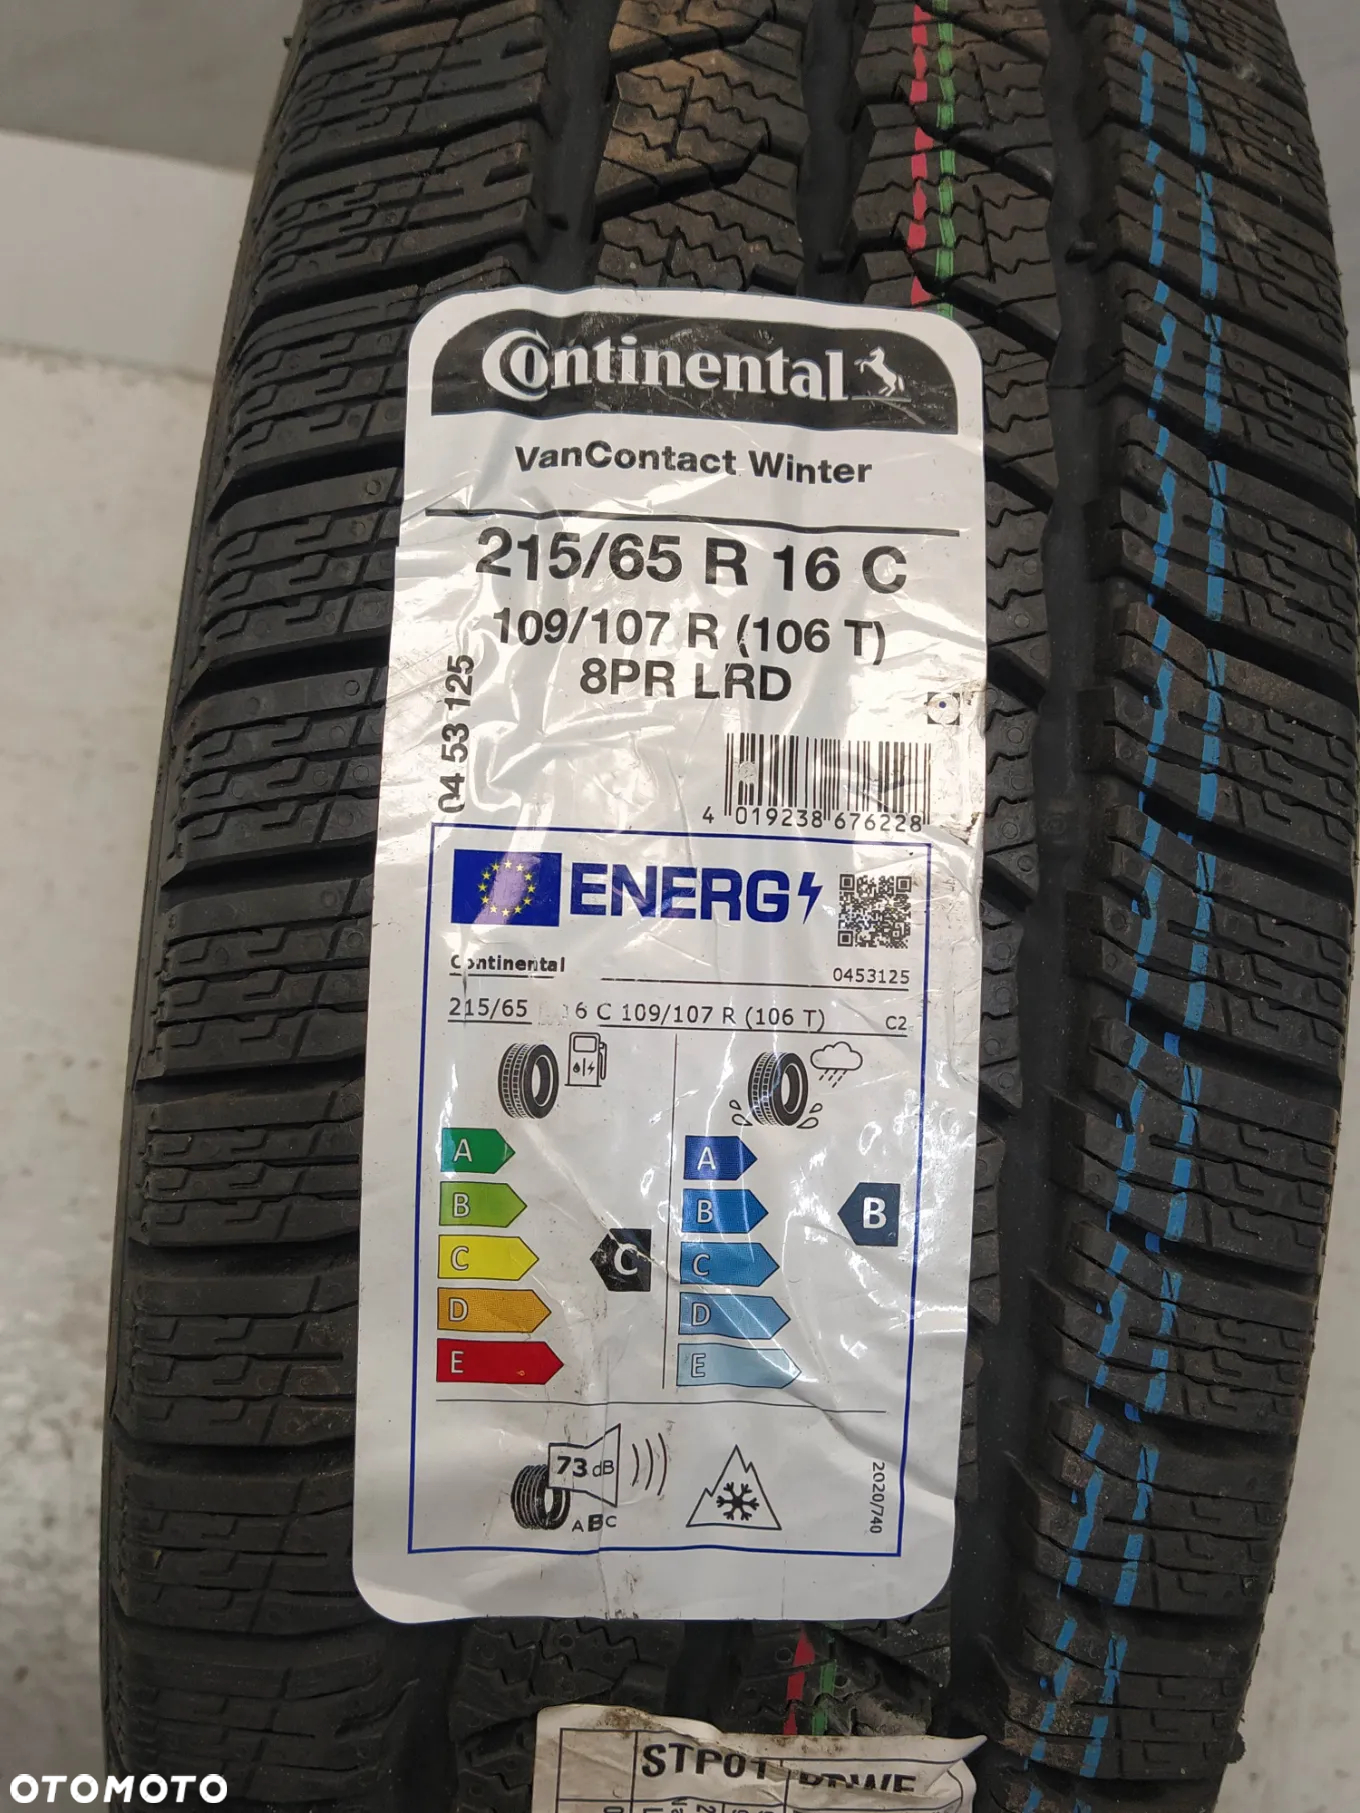 Continental
VanContact Winter
215/65 R 16 C
109/107 R (106 T)
8PR LRD
04 53 125
4 019238 676228
ENERG
Continental
0453125
215/65 16 C 109/107 R (106 T)
C2
A
B
C
D
E
C
A
B
C
D
E
B
73 dB
ABC
2020/740
STP01
OTOMOTO